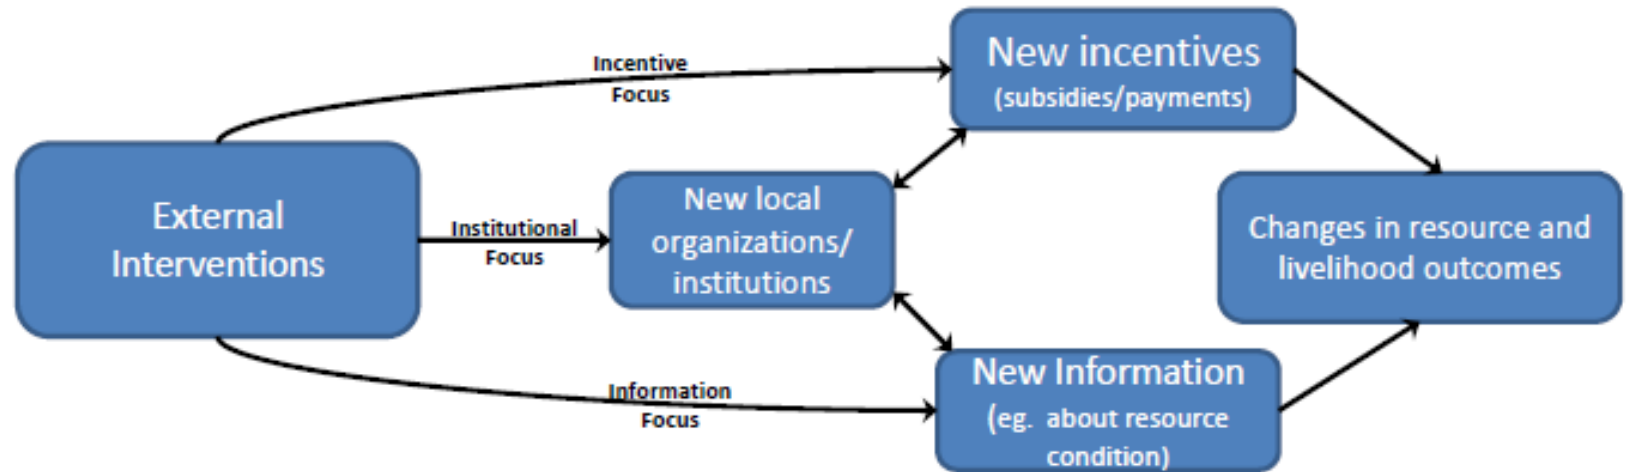 Incentive
Focus
New incentives
(subsidies/payments)
External
Interventions
Institutional
Focus
New local
organizations/
institutions
Changes in resource and
livelihood outcomes
Information
Focus
New Information
(eg.  about resource
condition)